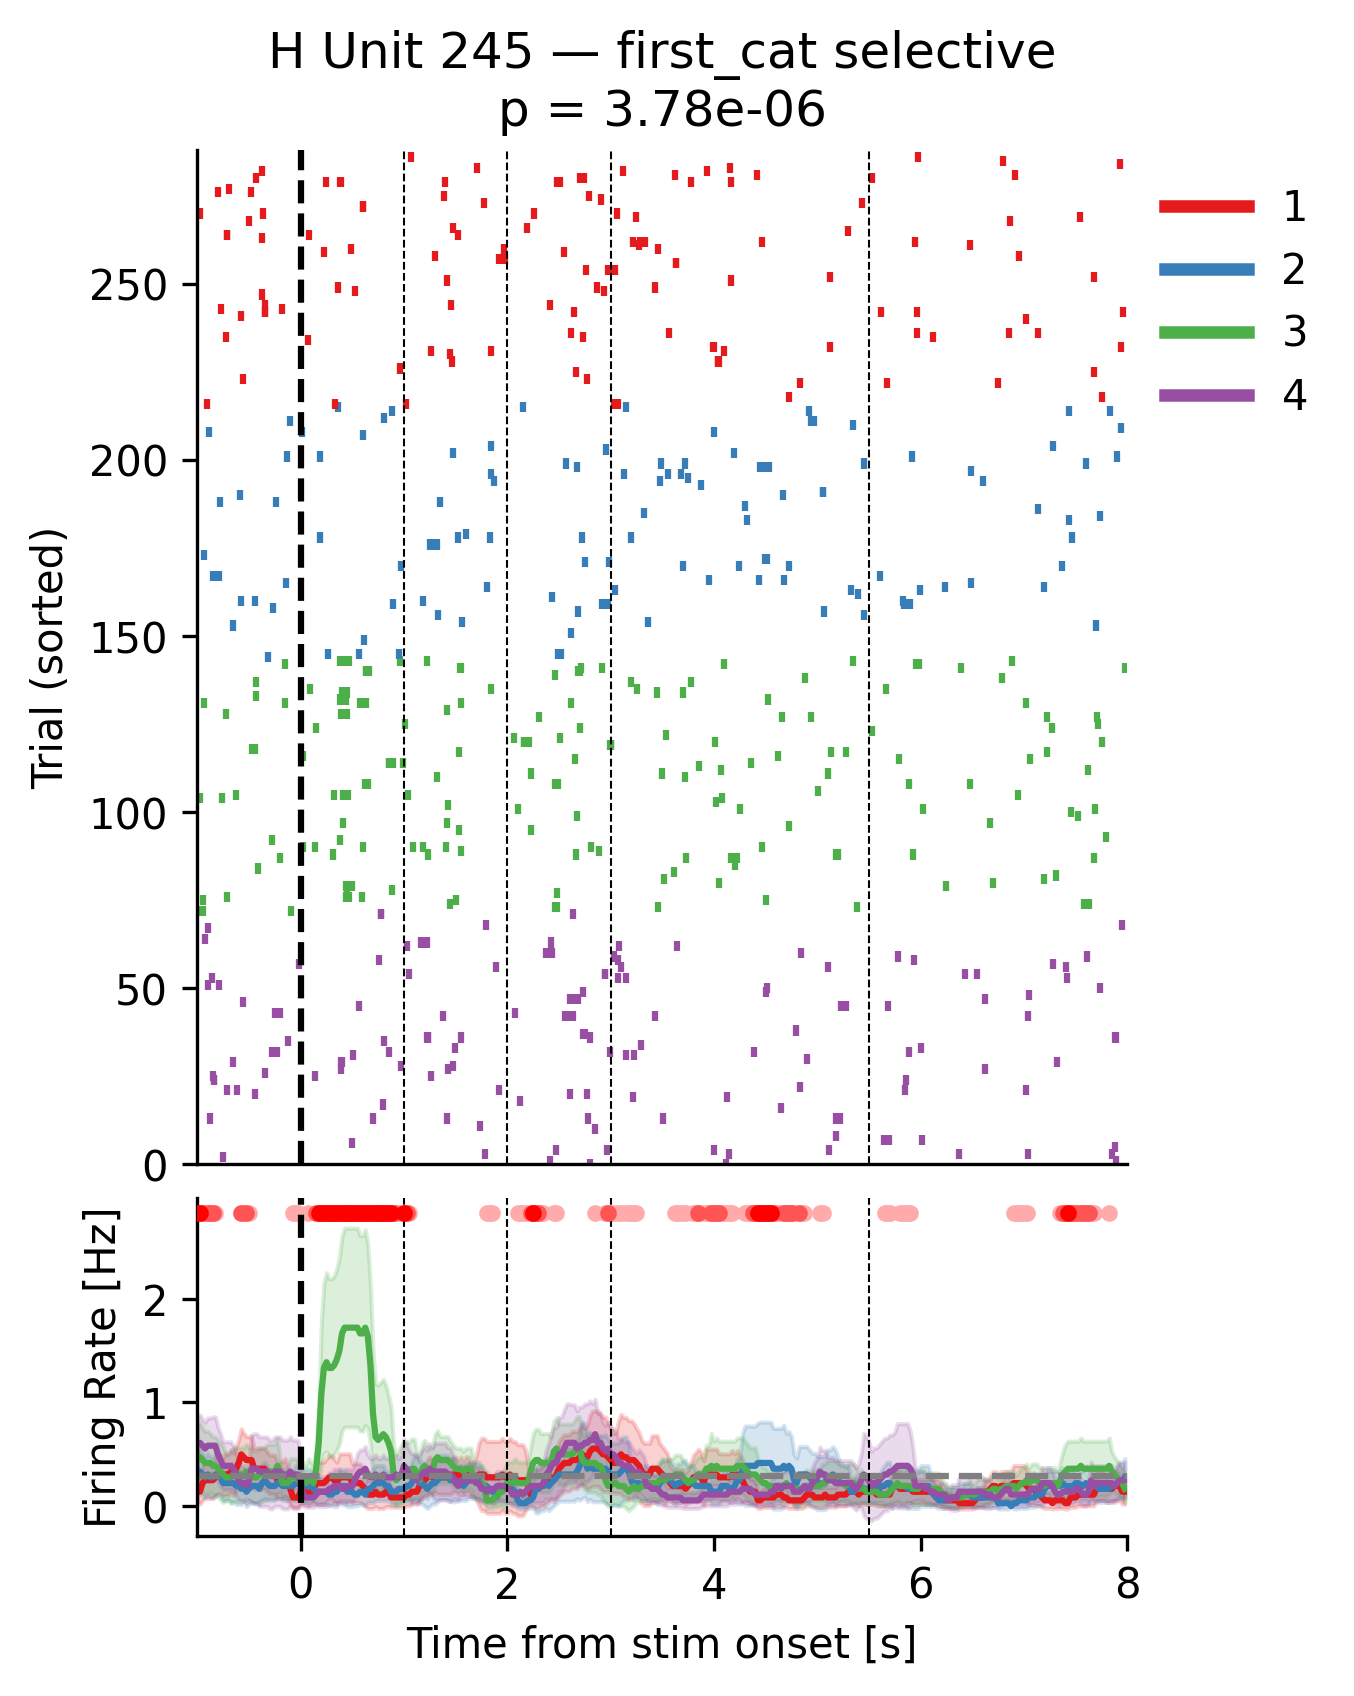 H Unit 245 — first_cat selective
p = 3.78e-06
1
2
3
4
250
200
150
100
50
0
Trial (sorted)
2
1
0
Firing Rate [Hz]
0 2 4 6 8
Time from stim onset [s]